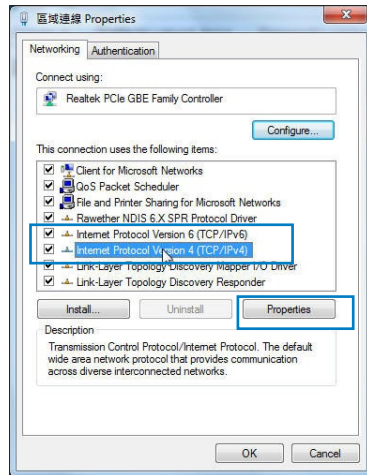 區域連線 Properties
Networking Authentication
Connect using:
Realtek PCIe GBE Family Controller
Configure...
This connection uses the following items:
Client for Microsoft Networks
QoS Packet Scheduler
File and Printer Sharing for Microsoft Networks
Rawether NDIS 6.X SPR Protocol Driver
Internet Protocol Version 6 (TCP/IPv6)
Internet Protocol Version 4 (TCP/IPv4)
Link-Layer Topology Discovery Mapper I/O Driver
Link-Layer Topology Discovery Responder
Install... Uninstall Properties
Description
Transmission Control Protocol/Internet Protocol. The default
wide area network protocol that provides communication
across diverse interconnected networks.
OK Cancel